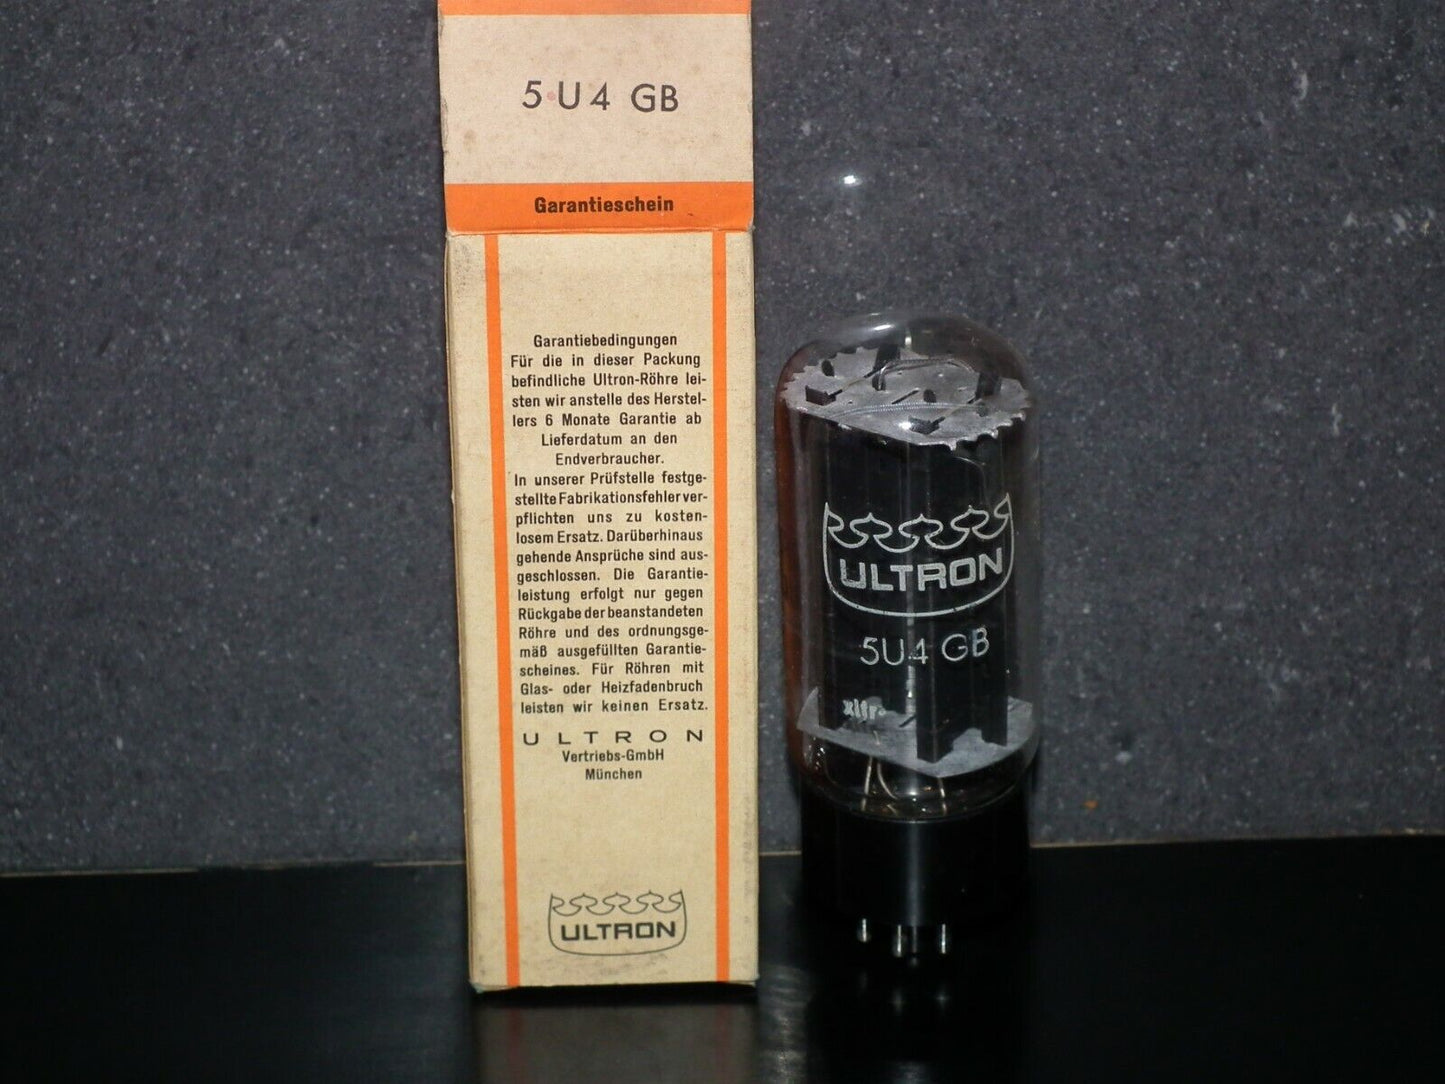 5·U4 GB
Garantieschein
Garantiebedingungen
Für die in dieser Packung
befindliche Ultron-Röhre lei-
sten wir anstelle des Herstel-
lers 6 Monate Garantie ab
Lieferdatum an den
Endverbraucher.
In unserer Prüfstelle festge-
stellte Fabrikationsfehler ver-
pflichten uns zu kosten-
losem Ersatz. Darüberhinaus
gehende Ansprüche sind aus-
geschlossen. Die Garantie-
leistung erfolgt nur gegen
Rückgabe der beanstandeten
Röhre und des ordnungsge-
mäß ausgefüllten Garantie-
scheines. Für Röhren mit
Glas- oder Heizfadenbruch
leisten wir keinen Ersatz.
ULTRON
Vertriebs-GmbH
München
ULTRON
ULTRON
5U4 GB